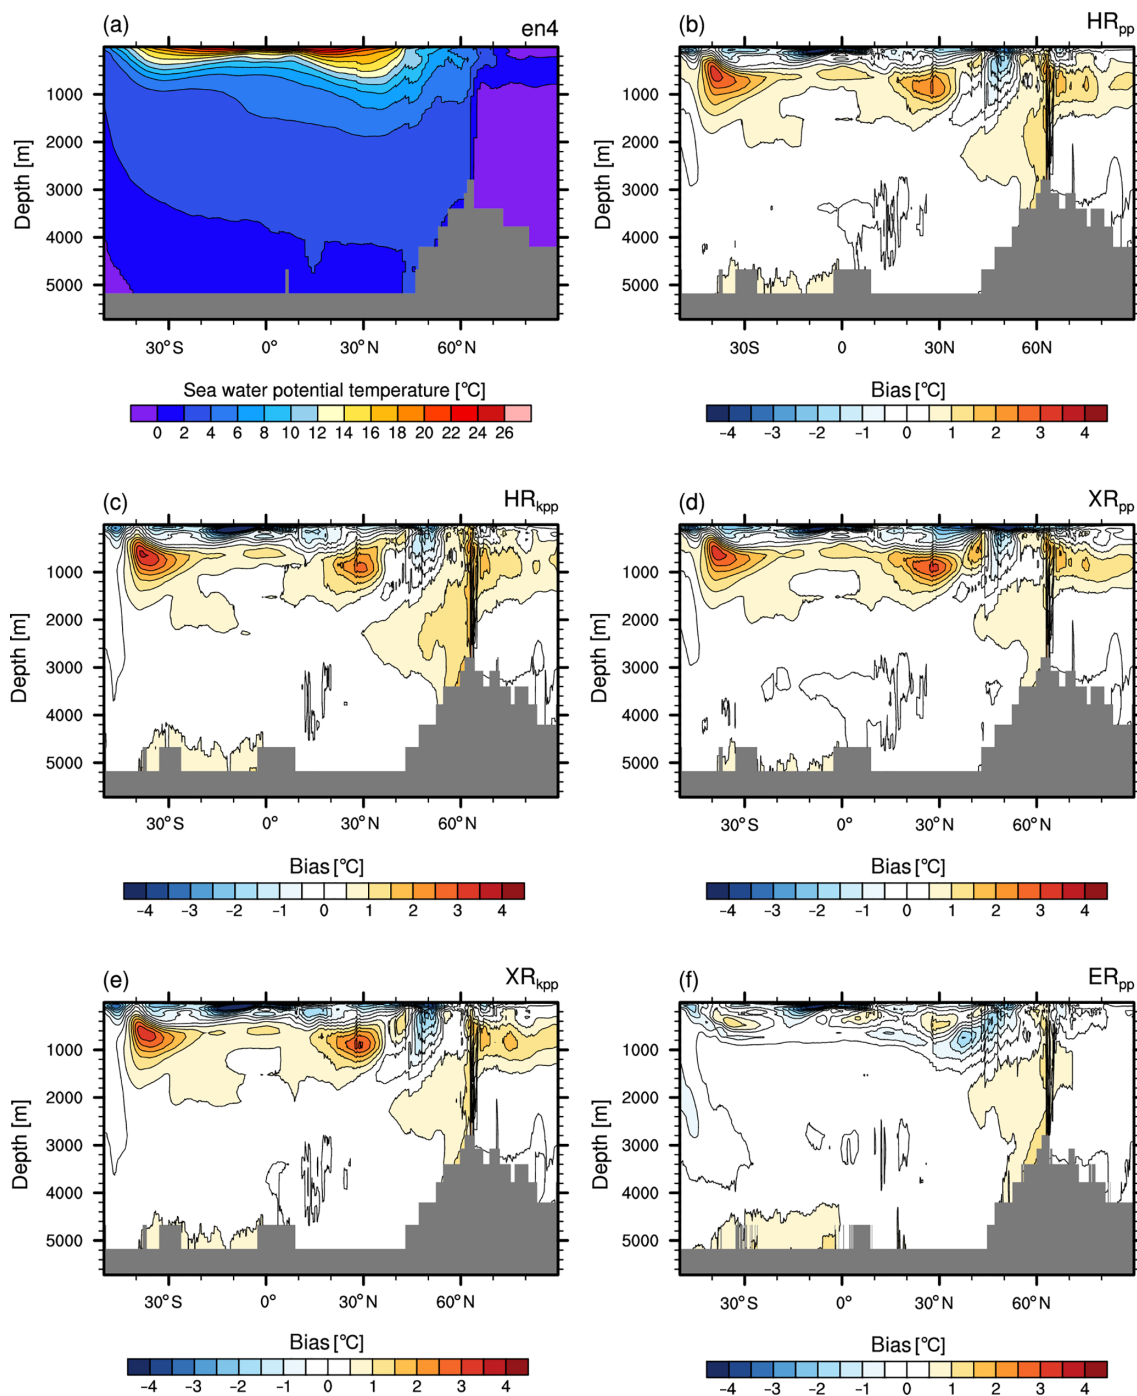 (a) en4
Depth [m]
1000
2000
3000
4000
5000
30°S 0° 30°N 60°N
Sea water potential temperature [°C]
0 2 4 6 8 10 12 14 16 18 20 22 24 26
(b) HRpp
Depth [m]
1000
2000
3000
4000
5000
30S 0 30N 60N
Bias [°C]
−4 −3 −2 −1 0 1 2 3 4
(c) HRkpp
Depth [m]
1000
2000
3000
4000
5000
30°S 0° 30°N 60°N
Bias [°C]
−4 −3 −2 −1 0 1 2 3 4
(d) XRpp
Depth [m]
1000
2000
3000
4000
5000
30°S 0° 30°N 60°N
Bias [°C]
−4 −3 −2 −1 0 1 2 3 4
(e) XRkpp
Depth [m]
1000
2000
3000
4000
5000
30°S 0° 30°N 60°N
Bias [°C]
−4 −3 −2 −1 0 1 2 3 4
(f) ERpp
Depth [m]
1000
2000
3000
4000
5000
30°S 0° 30°N 60°N
Bias [°C]
−4 −3 −2 −1 0 1 2 3 4